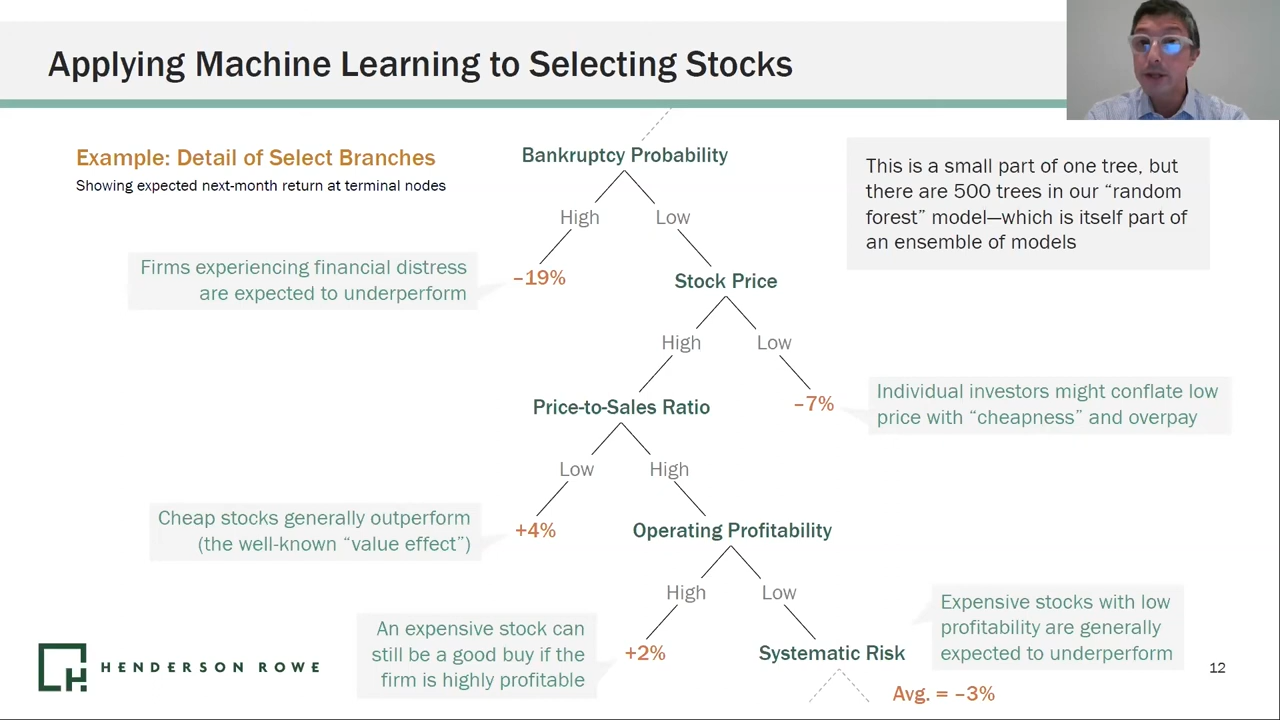 Applying Machine Learning to Selecting Stocks
Example: Detail of Select Branches
Showing expected next-month return at terminal nodes
Bankruptcy Probability
This is a small part of one tree, but
there are 500 trees in our “random
forest” model—which is itself part of
an ensemble of models
High
Low
Firms experiencing financial distress
are expected to underperform
–19%
Stock Price
High
Low
Price-to-Sales Ratio
–7%
Individual investors might conflate low
price with “cheapness” and overpay
Low
High
Cheap stocks generally outperform
(the well-known “value effect”)
+4%
Operating Profitability
High
Low
An expensive stock can
still be a good buy if the
firm is highly profitable
+2%
Systematic Risk
Expensive stocks with low
profitability are generally
expected to underperform
Avg. = –3%
HENDERSON ROWE
12